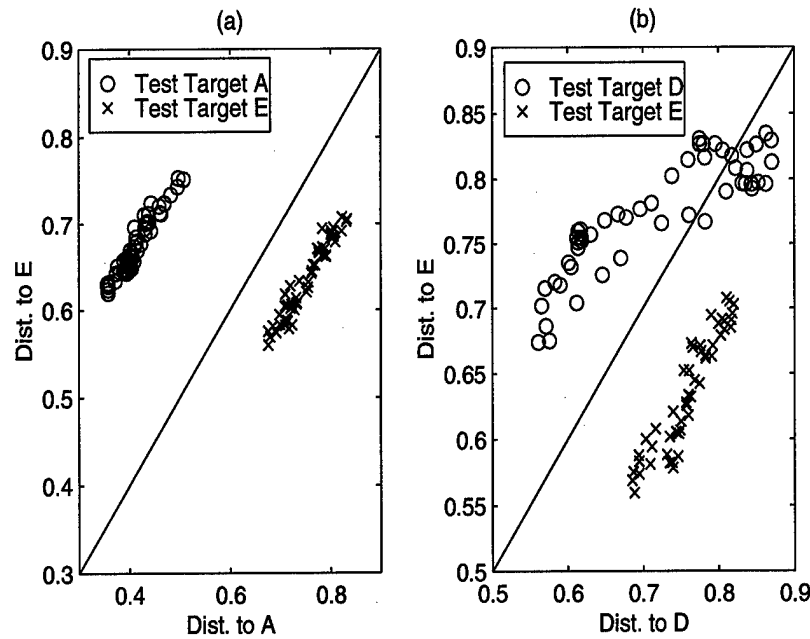 (a)
0.9
0.8
0.7
0.6
0.5
0.4
0.3
Dist. to E
Test Target A
Test Target E
0.4
0.6
0.8
Dist. to A
(b)
0.9
0.85
0.8
0.75
0.7
0.65
0.6
0.55
0.5
Dist. to E
Test Target D
Test Target E
0.5
0.6
0.7
0.8
0.9
Dist. to D